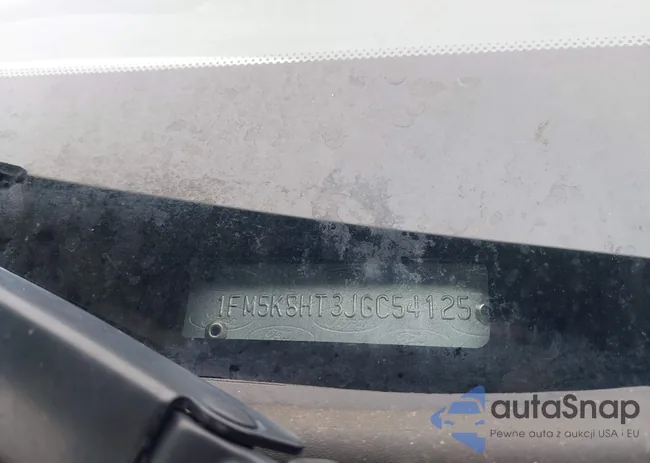 1FM5K8HT3JGC54125
autaSnap
Pewne auta z aukcji USA i EU